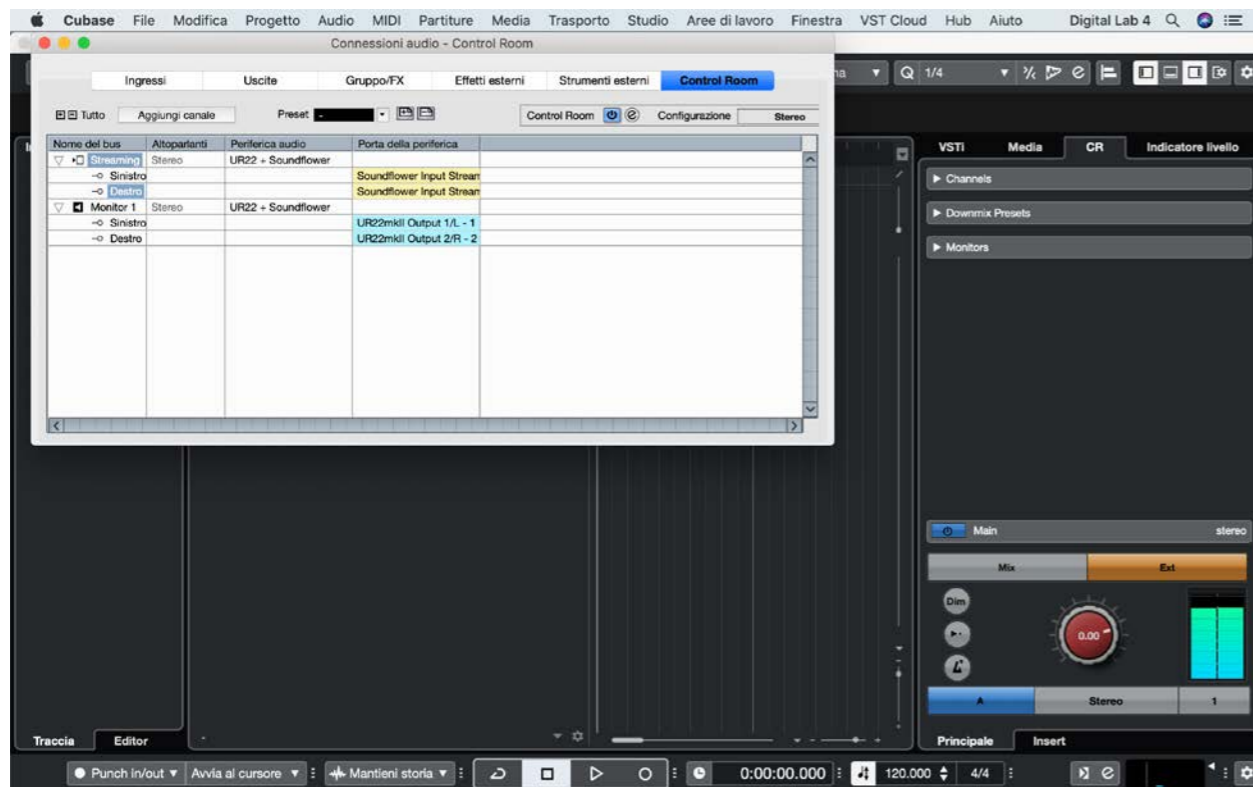 Cubase File Modifica Progetto Audio MIDI Partiture Media Trasporto Studio Aree di lavoro Finestra VST Cloud Hub Aiuto Digital Lab 4
Connessioni audio - Control Room
Ingressi Uscite Gruppo/FX Effetti esterni Strumenti esterni Control Room
Q 1/4
Tutto Aggiungi canale Preset - Control Room Configurazione Stereo
Nome del bus Altoparlanti Periferica audio Porta della periferica
Streaming Stereo UR22 + Soundflower
Sinistro Soundflower Input Stream
Destro Soundflower Input Stream
Monitor 1 Stereo UR22 + Soundflower
Sinistro UR22mkII Output 1/L - 1
Destro UR22mkII Output 2/R - 2
VSTi Media CR Indicatore livello
Channels
Downmix Presets
Monitors
Main stereo
Mix Ext
Dim
0.00
A Stereo 1
Traccia Editor
Principale Insert
Punch in/out Avvia al cursore Mantieni storia 0:00:00.000 120.000 4/4